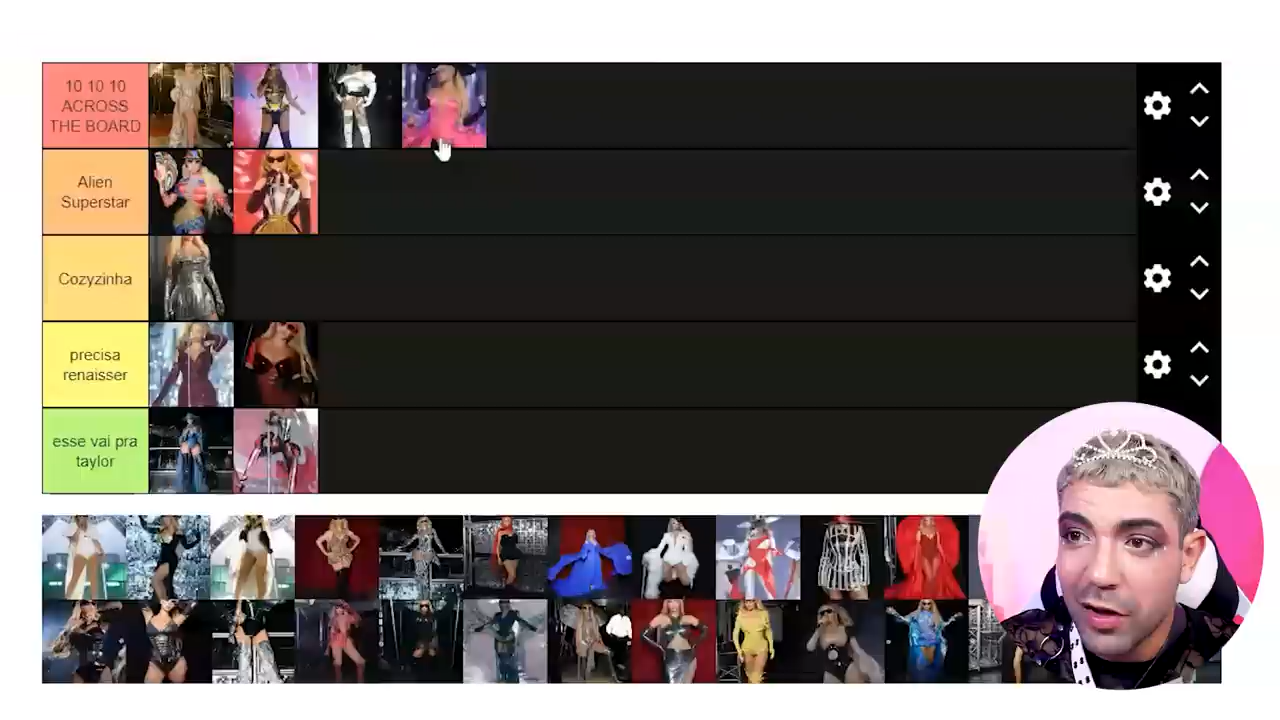 10 10 10
ACROSS
THE BOARD
Alien
Superstar
Cozyzinha
precisa
renaisser
esse vai pra
taylor